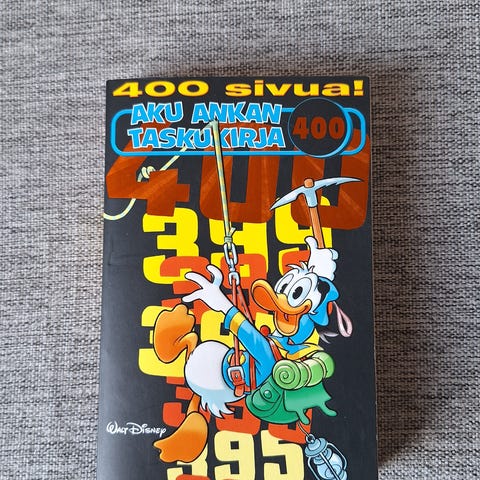 400 sivua!
AKU ANKAN
TASKUKIRJA
400
400
399
395
WALT DISNEY